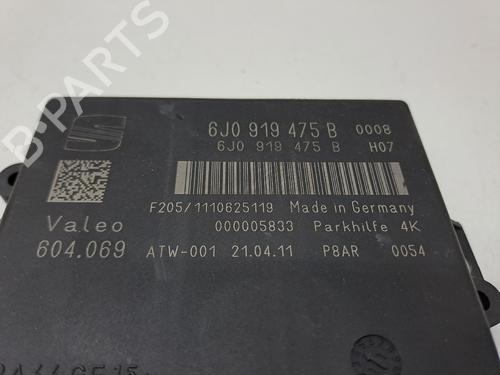 6J0 919 475 B 0008
6J0 919 475 B H07
F205/1110625119 Made in Germany
Valeo 000005833 Parkhilfe 4K
604.069 ATW-001 21.04.11 P8AR 0054
B-PARTS